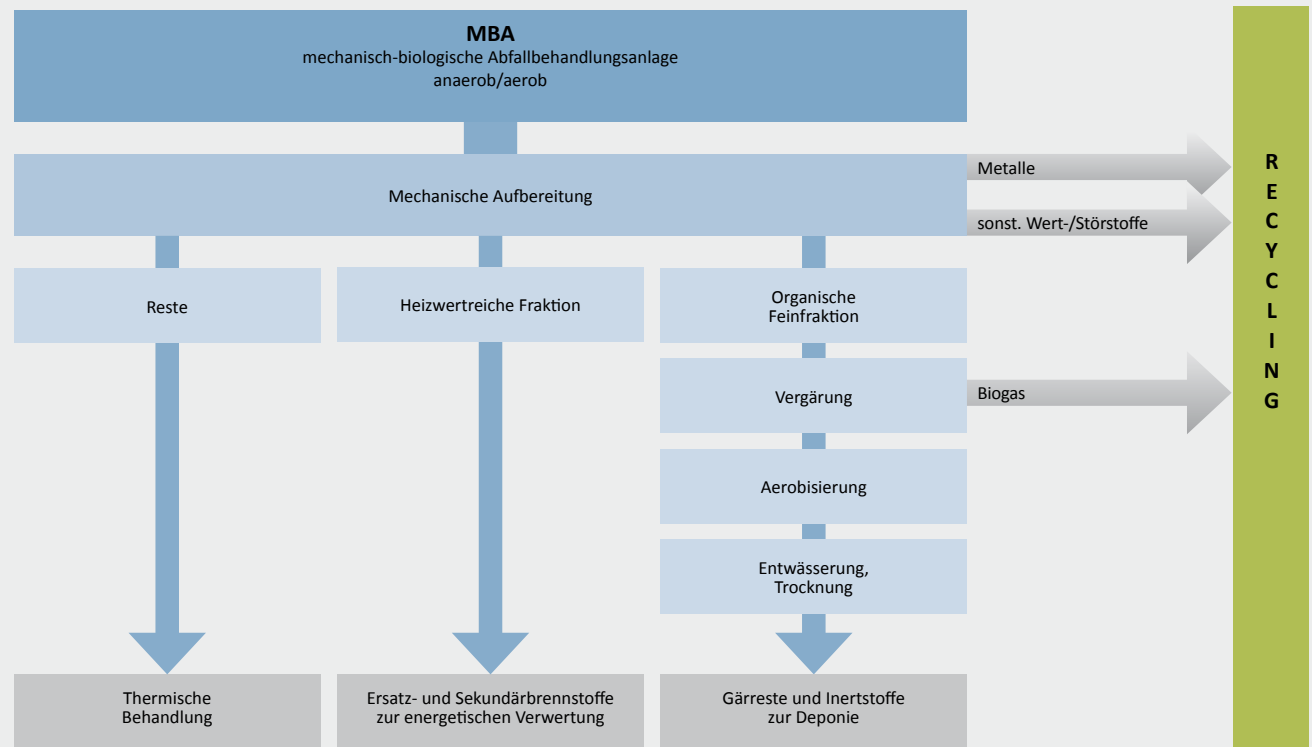 MBA
mechanisch-biologische Abfallbehandlungsanlage
anaerob/aerob
Mechanische Aufbereitung
Metalle
sonst. Wert-/Störstoffe
Reste
Heizwertreiche Fraktion
Organische
Feinfraktion
Vergärung
Biogas
Aerobisierung
Entwässerung,
Trocknung
Thermische
Behandlung
Ersatz- und Sekundärbrennstoffe
zur energetischen Verwertung
Gärreste und Inertstoffe
zur Deponie
R
E
C
Y
C
L
I
N
G